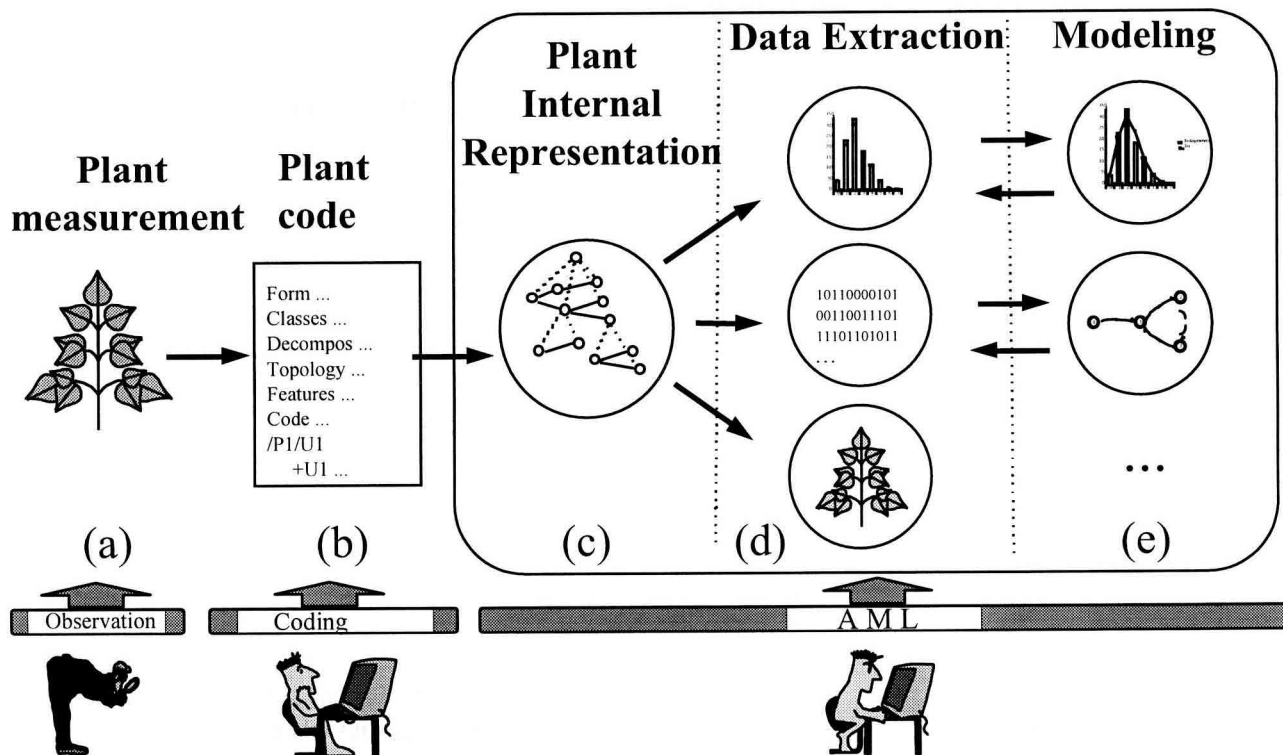 Plant
measurement
Plant
code
Plant
Internal
Representation
Data Extraction
Modeling
Form ...
Classes ...
Decompos ...
Topology ...
Features ...
Code ...
/P1/U1
+U1 ...
10110000101
00110011101
11101101011
...
...
(a)
(b)
(c)
(d)
(e)
Observation
Coding
A M L